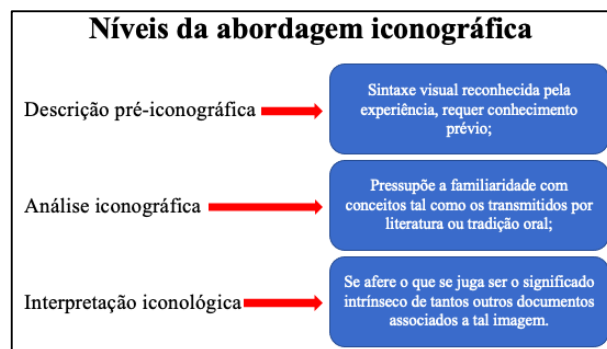 Níveis da abordagem iconográfica
Descrição pré-iconográfica
Sintaxe visual reconhecida pela
experiência, requer conhecimento
prévio;
Análise iconográfica
Pressupõe a familiaridade com
conceitos tal como os transmitidos por
literatura ou tradição oral;
Interpretação iconológica
Se afere o que se juga ser o significado
intrínseco de tantos outros documentos
associados a tal imagem.